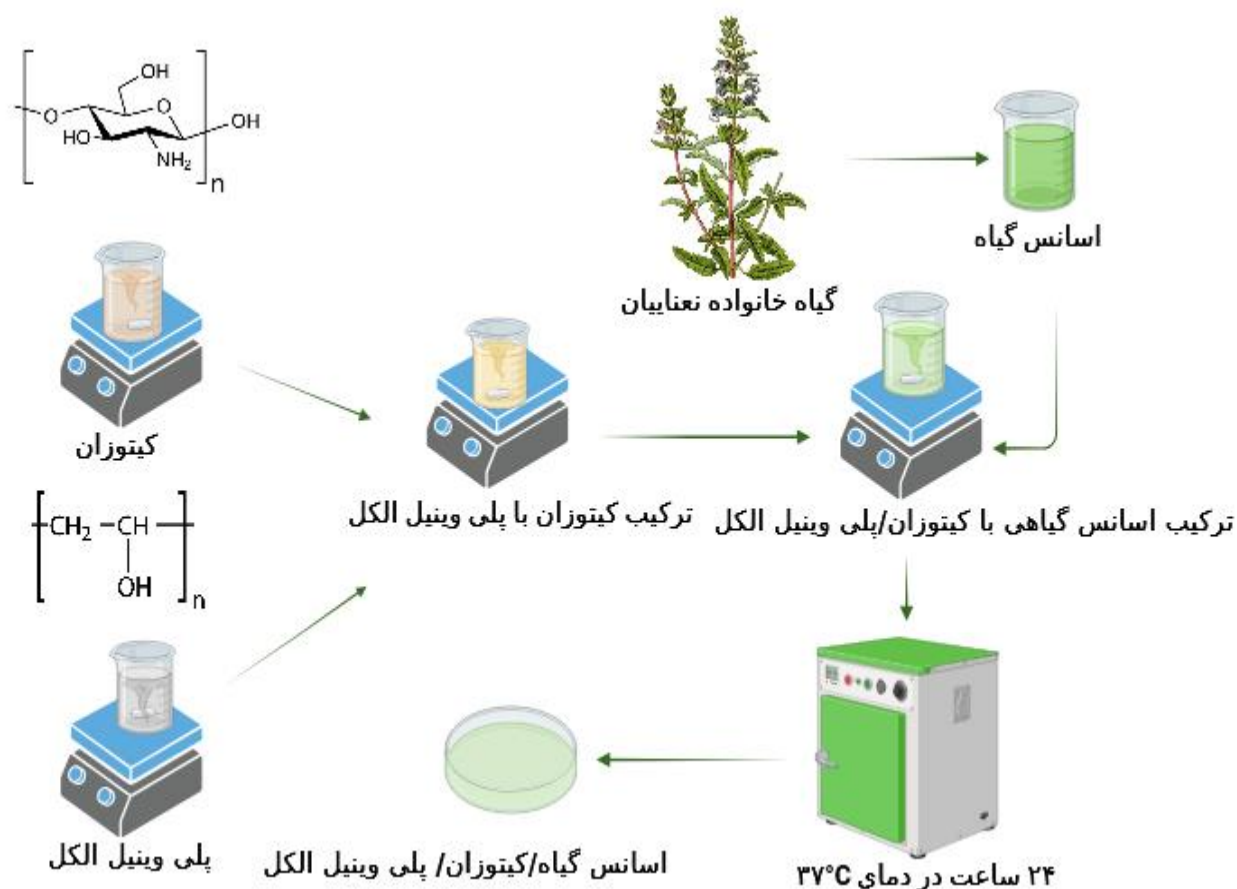 OH
O
O
OH
HO
NH₂
n
اسانس گیاه
گیاه خانواده نعناییان
کیتوزان
ترکیب کیتوزان با پلی وینیل الکل
ترکیب اسانس گیاهی با کیتوزان/پلی وینیل الکل
CH₂ - CH
OH
n
پلی وینیل الکل
اسانس گیاه/کیتوزان/ پلی وینیل الکل
۲۴ ساعت در دمای ۳۷°C